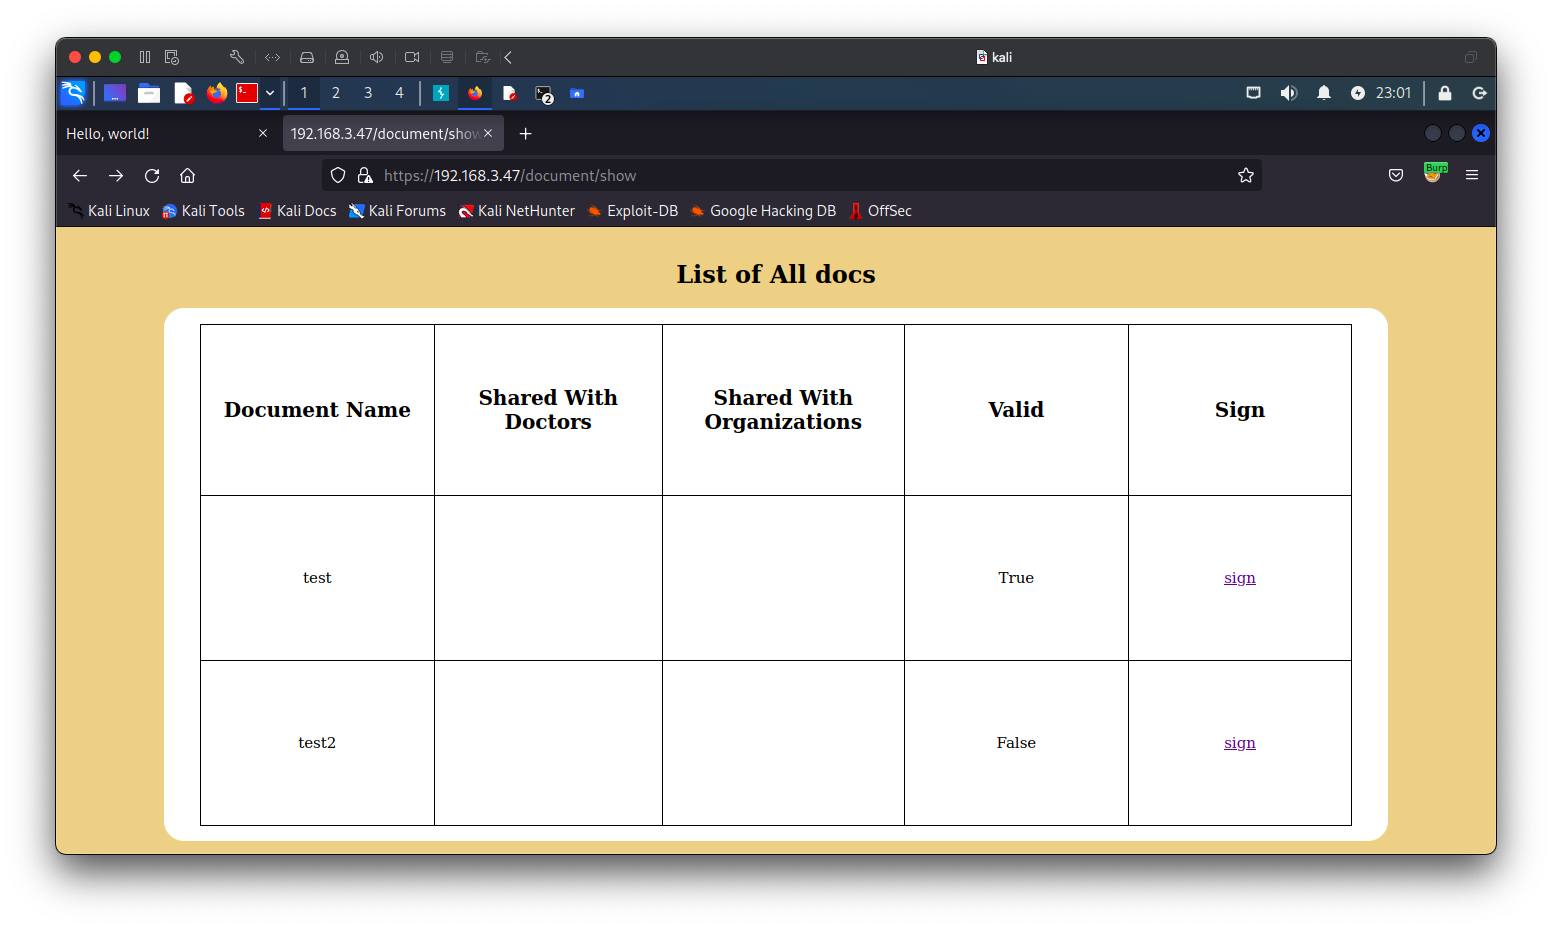 kali
1 2 3 4 2 23:01
Hello, world! 192.168.3.47/document/show
https://192.168.3.47/document/show Burp
Kali Linux Kali Tools Kali Docs Kali Forums Kali NetHunter Exploit-DB Google Hacking DB OffSec
List of All docs
Document Name Shared With Doctors Shared With Organizations Valid Sign
test True sign
test2 False sign